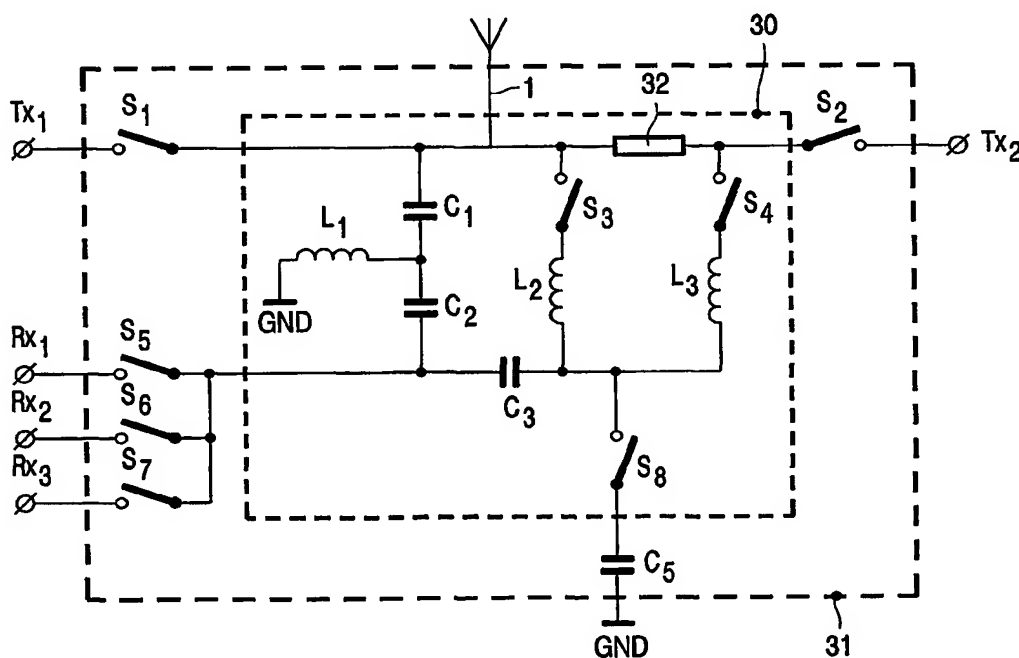 30
Tx1
S1
1
32
S2
Tx2
C1
S3
S4
L1
L2
L3
GND
C2
Rx1
S5
C3
Rx2
S6
S8
Rx3
S7
C5
GND
31